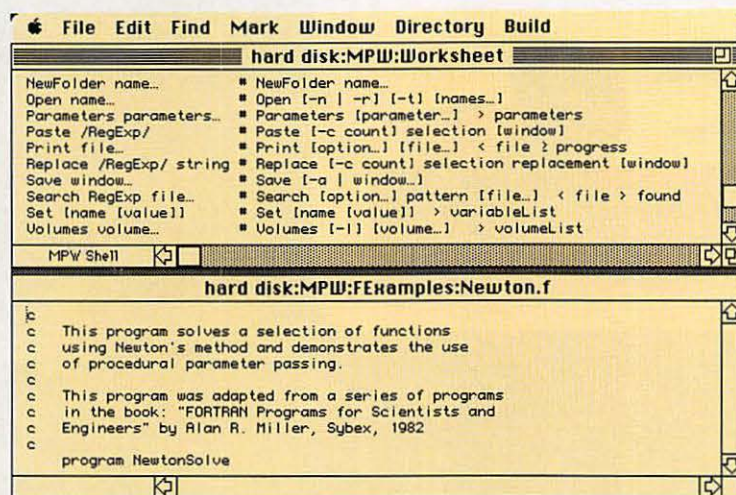 File Edit Find Mark Window Directory Build
hard disk:MPW:Worksheet
NewFolder name… # NewFolder name…
Open name… # Open [-n | -r] [-t] [names…]
Parameters parameters… # Parameters [parameter…] > parameters
Paste /RegExp/ # Paste [-c count] selection [window]
Print file… # Print [option…] [file…] < file ≥ progress
Replace /RegExp/ string # Replace [-c count] selection replacement [window]
Save window… # Save [-a | window…]
Search RegExp file… # Search [option…] pattern [file…] < file > found
Set [name [value]] # Set [name [value]] > variableList
Volumes volume… # Volumes [-l] [volume…] > volumeList
MPW Shell
hard disk:MPW:FExamples:Newton.f
c
c This program solves a selection of functions
c using Newton's method and demonstrates the use
c of procedural parameter passing.
c
c This program was adapted from a series of programs
c in the book: "FORTRAN Programs for Scientists and
c Engineers" by Alan R. Miller, Sybex, 1982
c
program NewtonSolve